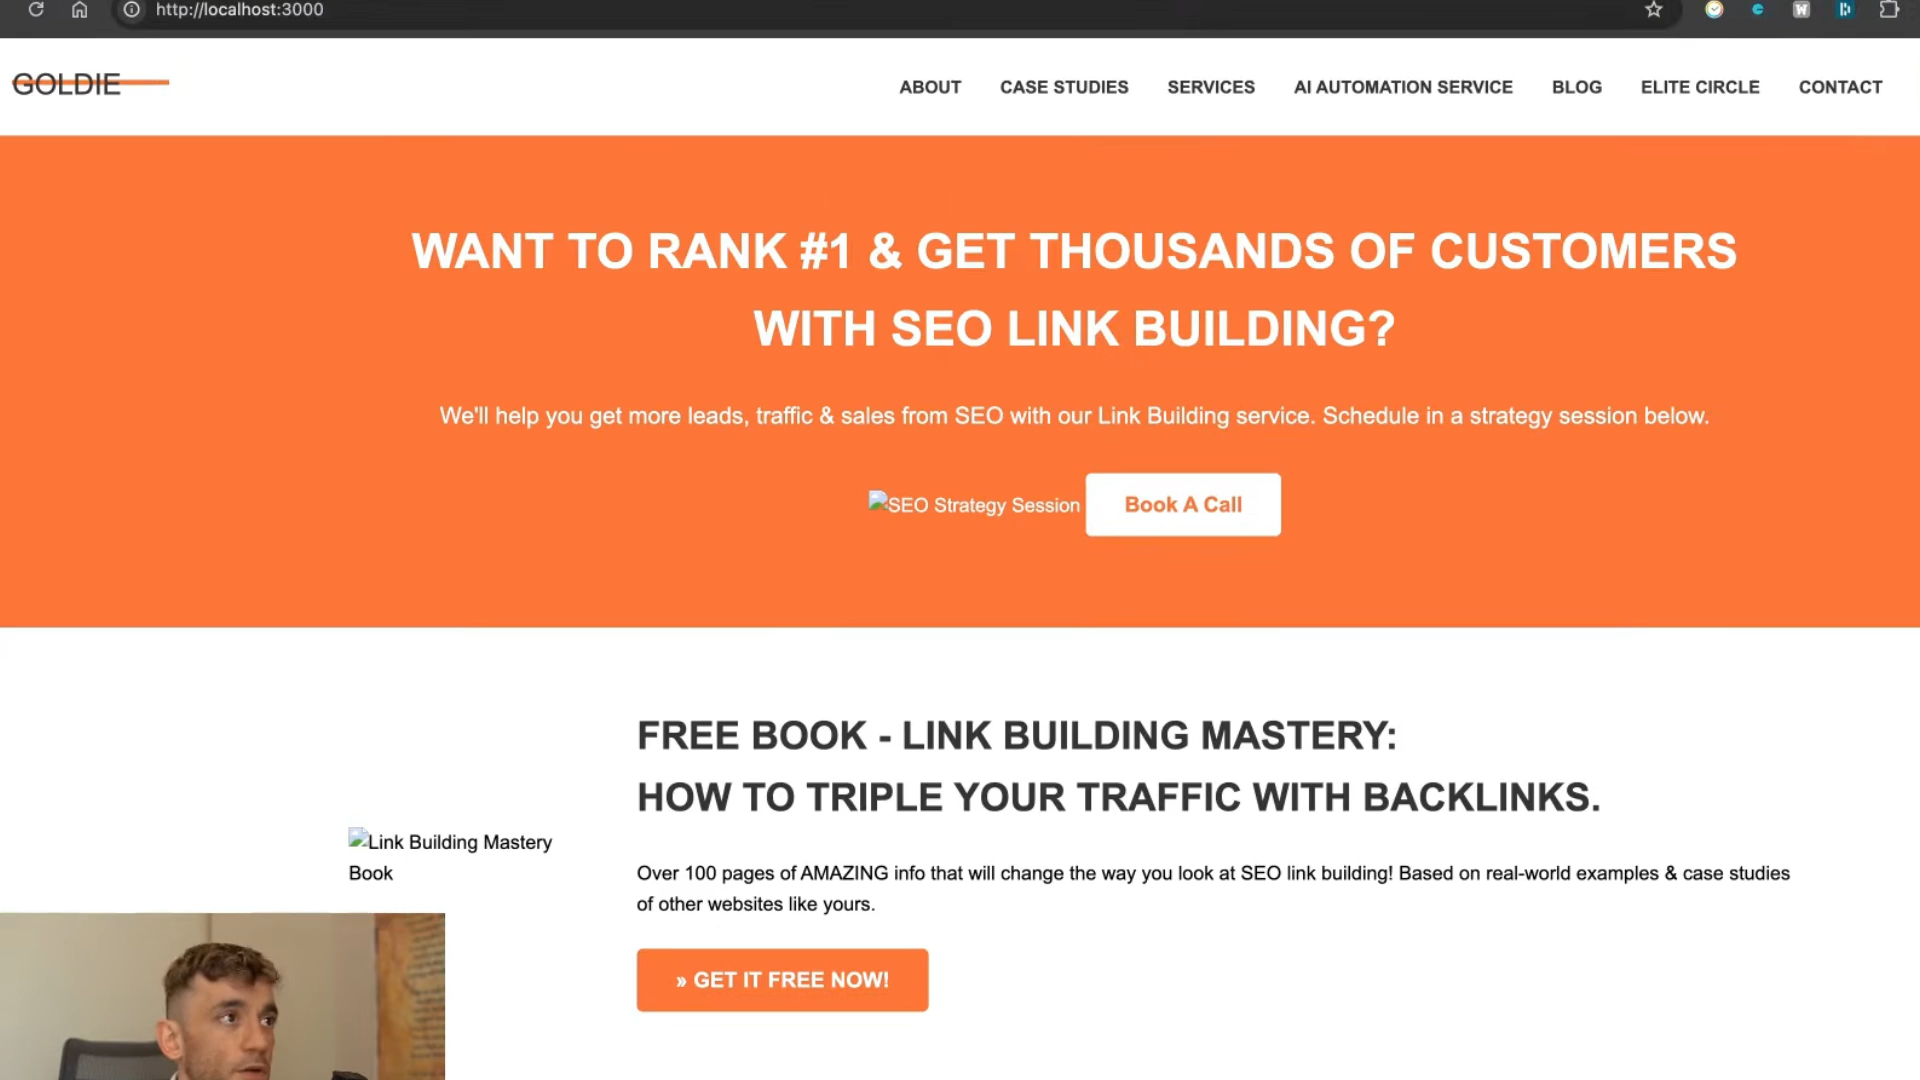 http://localhost:3000
GOLDIE
ABOUT
CASE STUDIES
SERVICES
AI AUTOMATION SERVICE
BLOG
ELITE CIRCLE
CONTACT
WANT TO RANK #1 & GET THOUSANDS OF CUSTOMERS
WITH SEO LINK BUILDING?
We'll help you get more leads, traffic & sales from SEO with our Link Building service. Schedule in a strategy session below.
SEO Strategy Session
Book A Call
FREE BOOK - LINK BUILDING MASTERY:
HOW TO TRIPLE YOUR TRAFFIC WITH BACKLINKS.
Link Building Mastery
Book
Over 100 pages of AMAZING info that will change the way you look at SEO link building! Based on real-world examples & case studies
of other websites like yours.
» GET IT FREE NOW!